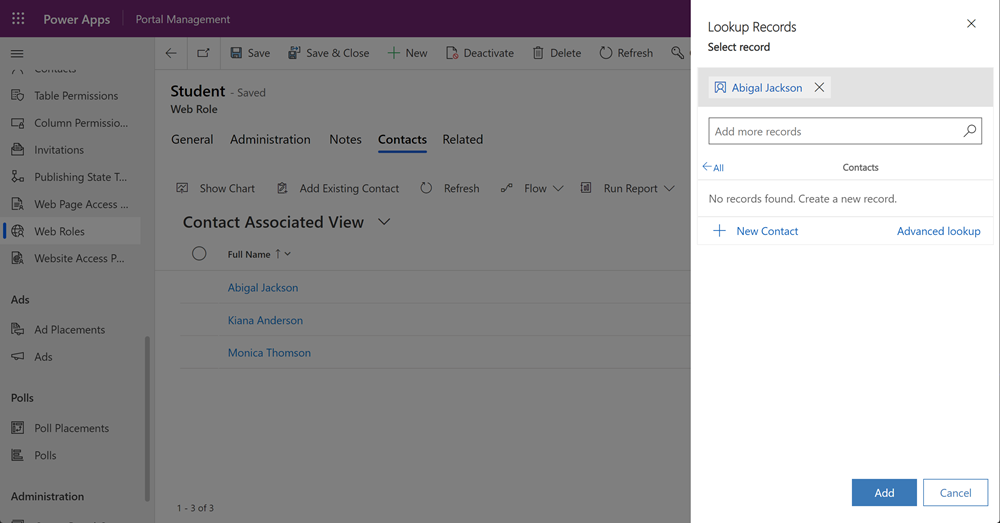 Power Apps
Portal Management
Save
Save & Close
New
Deactivate
Delete
Refresh
Contacts
Table Permissions
Column Permissio...
Invitations
Publishing State T...
Web Page Access ...
Web Roles
Website Access P...
Ads
Ad Placements
Ads
Polls
Poll Placements
Polls
Administration
Student - Saved
Web Role
General
Administration
Notes
Contacts
Related
Show Chart
Add Existing Contact
Refresh
Flow
Run Report
Contact Associated View
Full Name
Abigal Jackson
Kiana Anderson
Monica Thomson
1 - 3 of 3
Lookup Records
Select record
Abigal Jackson
Add more records
All
Contacts
No records found. Create a new record.
New Contact
Advanced lookup
Add
Cancel